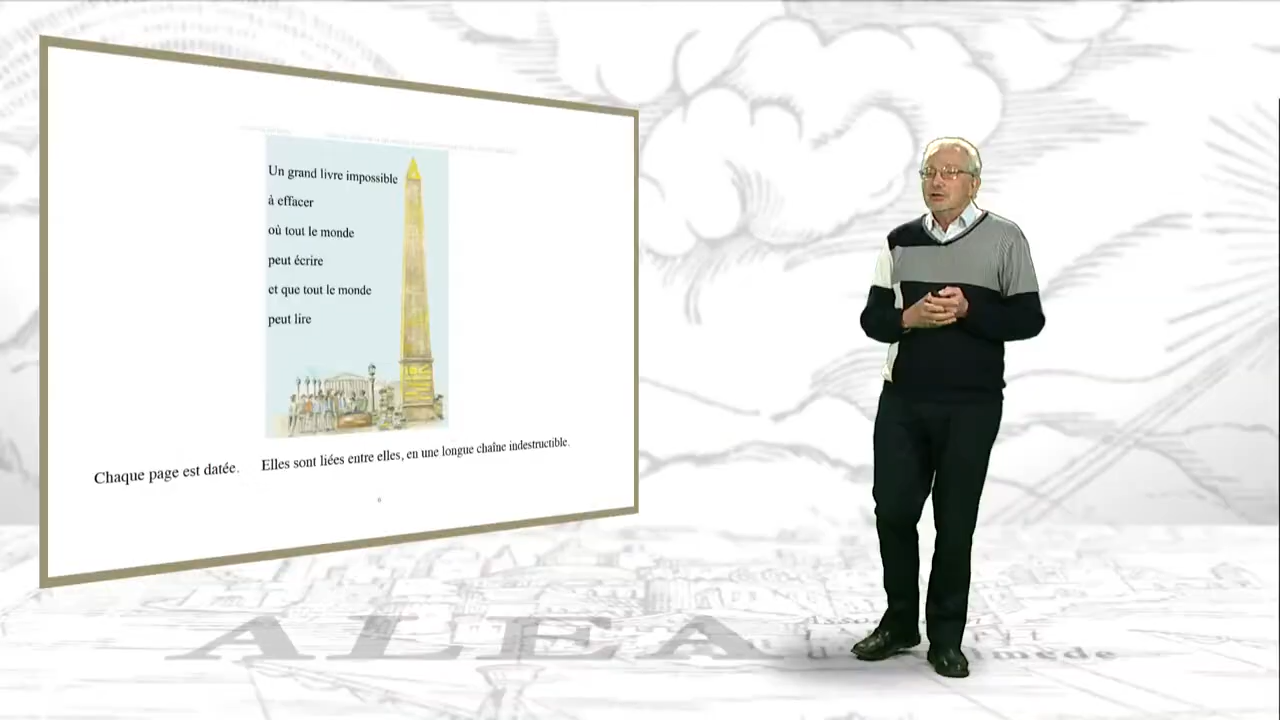 Un grand livre impossible
à effacer
où tout le monde
peut écrire
et que tout le monde
peut lire
Chaque page est datée. Elles sont liées entre elles, en une longue chaîne indestructible.
ALEA